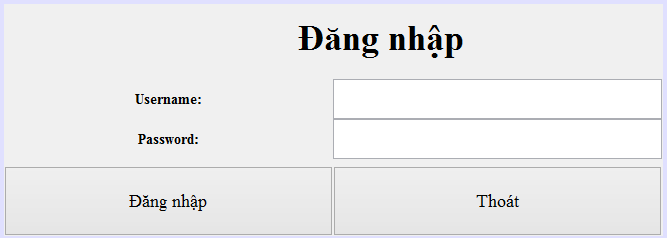 Đăng nhập
Username:
Password:
Đăng nhập
Thoát